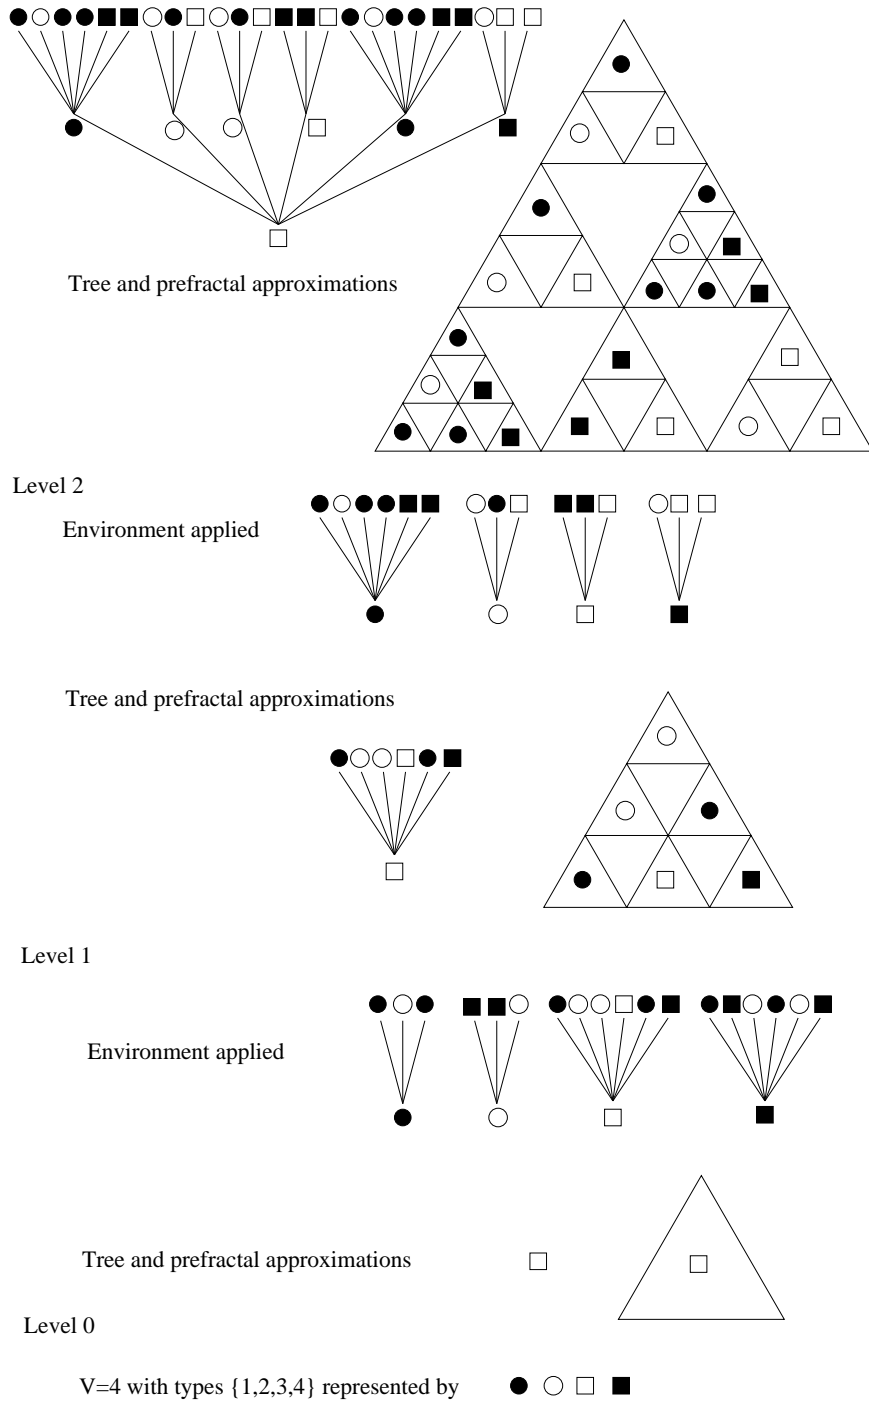 Tree and prefractal approximations
Level 2
Environment applied
Tree and prefractal approximations
Level 1
Environment applied
Tree and prefractal approximations
Level 0
V=4 with types {1,2,3,4} represented by